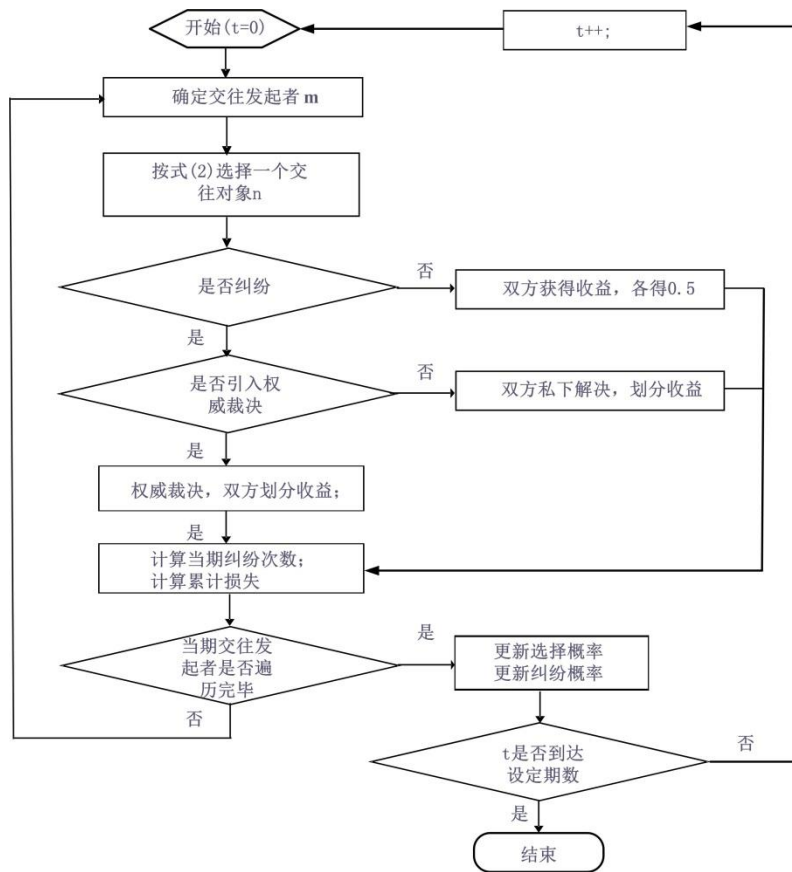 开始(t=0)
t++;
确定交往发起者 m
按式(2)选择一个交
往对象n
是否纠纷
否
双方获得收益，各得0.5
是
是否引入权
威裁决
否
双方私下解决，划分收益
是
权威裁决，双方划分收益；
是
计算当期纠纷次数；
计算累计损失
当期交往发
起者是否遍
历完毕
是
更新选择概率
更新纠纷概率
否
t是否到达
设定期数
否
是
结束